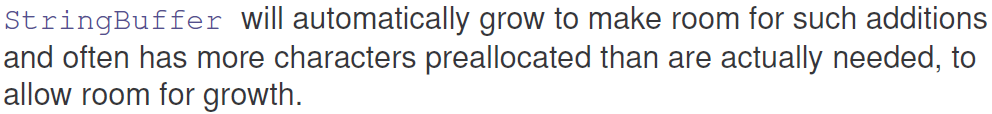 StringBuffer will automatically grow to make room for such additions
and often has more characters preallocated than are actually needed, to
allow room for growth.